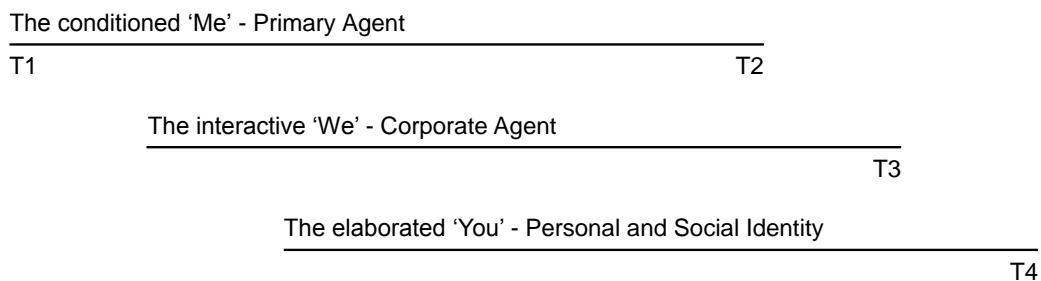 The conditioned ‘Me’ - Primary Agent
T1 T2
The interactive ‘We’ - Corporate Agent
T3
The elaborated ‘You’ - Personal and Social Identity
T4